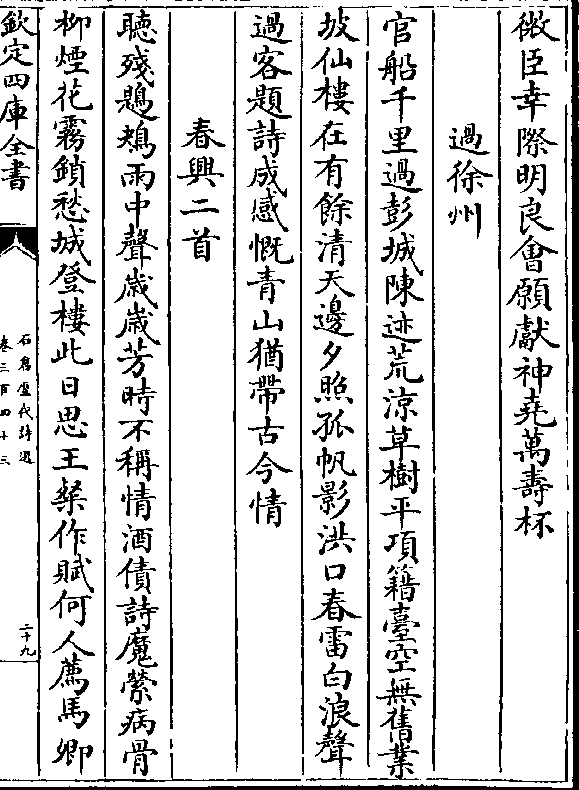 微臣幸際明良會願獻神堯萬壽杯
過徐州
官船千里過彭城陳迹荒涼草樹平項籍臺空無舊業
坡仙樓在有餘清天邊夕照孤帆影洪口春雷白浪聲
過客題詩成感慨青山猶帶古今情
春興二首
聽殘鶗鴂雨中聲歲歲芳時不稱情酒債詩魔縈病骨
柳煙花霧鎖愁城登樓此日思王粲作賦何人薦馬卿
欽定四庫全書
石倉歷代詩選
卷三百四十三
二十九